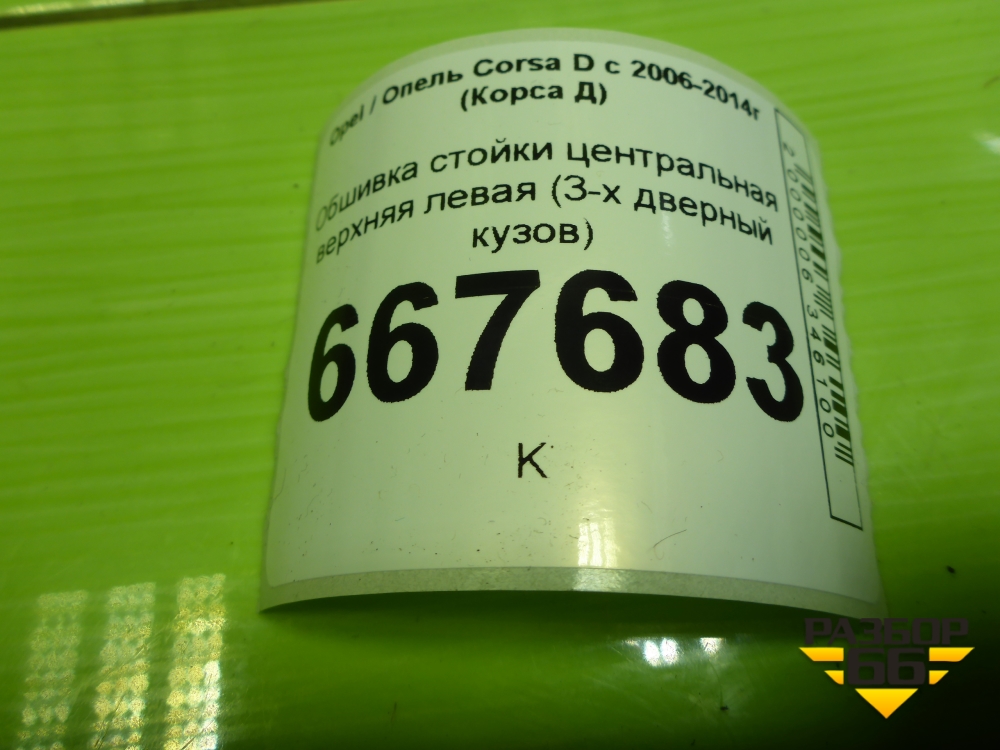 Opel / Опель Corsa D с 2006-2014г
(Корса Д)
Обшивка стойки центральная
верхняя левая (3-х дверный
кузов)
667683
К
2000006346100
РАЗБОР
66